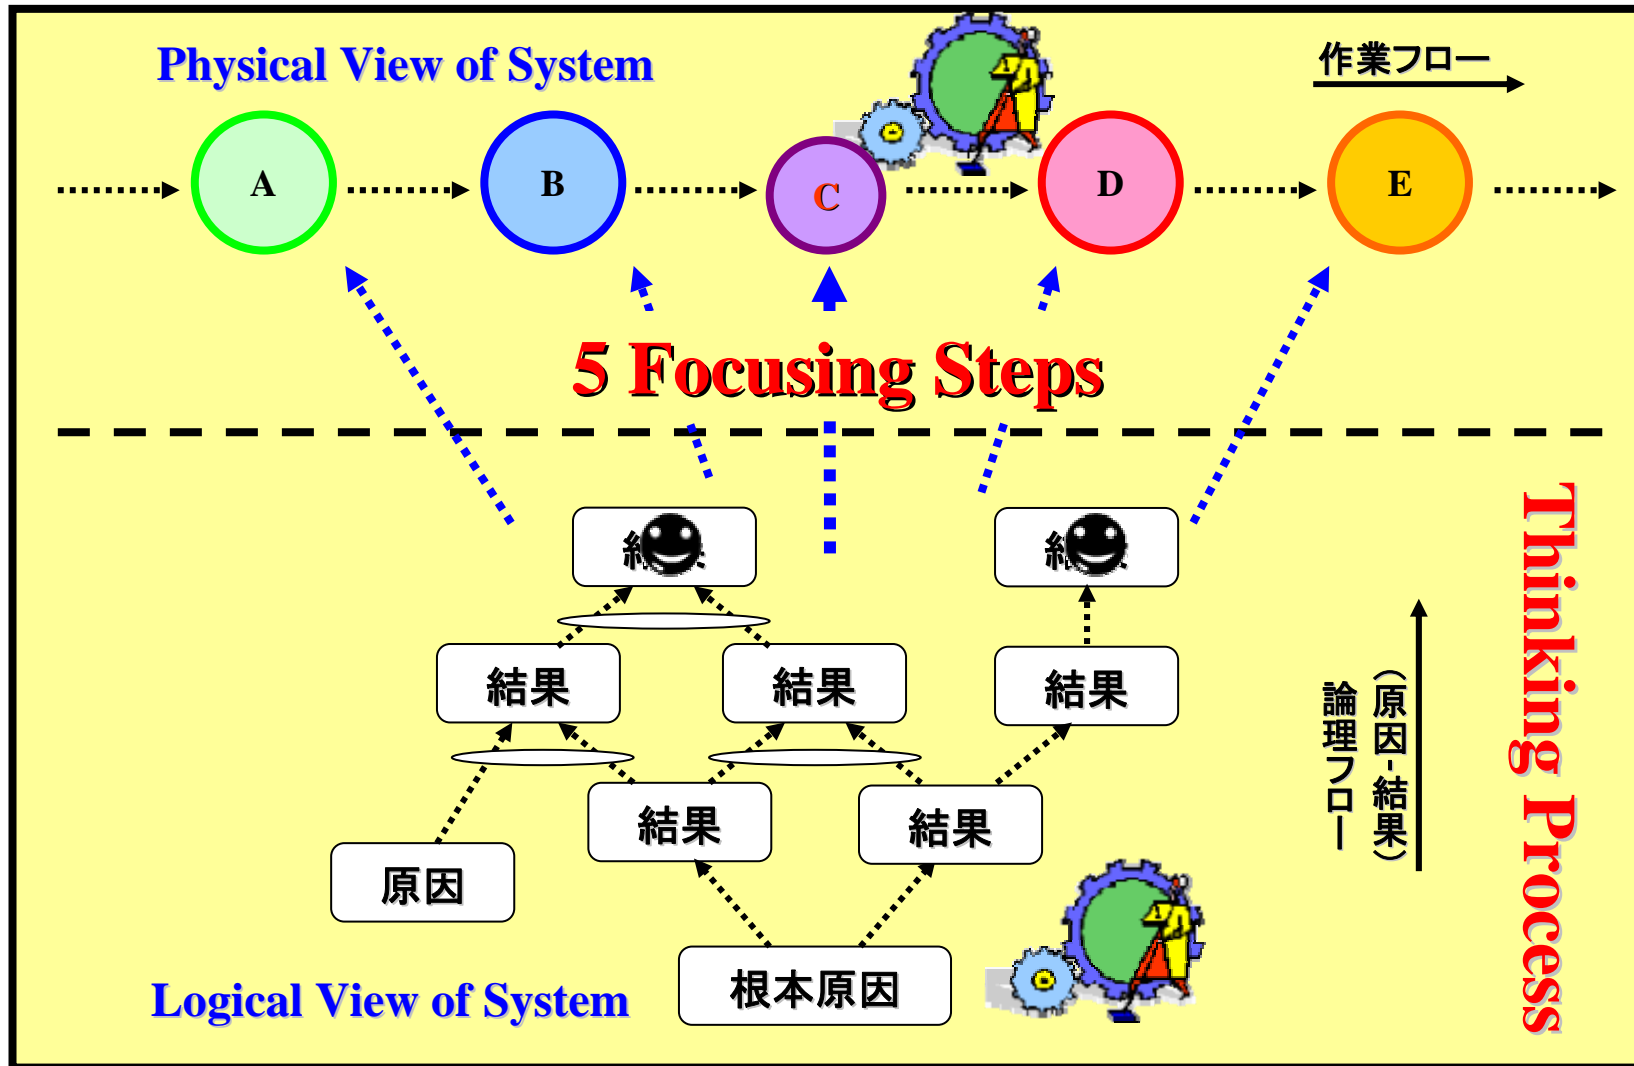 Physical View of System
作業フロー
A
B
C
D
E
5 Focusing Steps
結果
結果
結果
結果
原因
結果
結果
根本原因
Logical View of System
(原因-結果)
論理フロー
Thinking Process